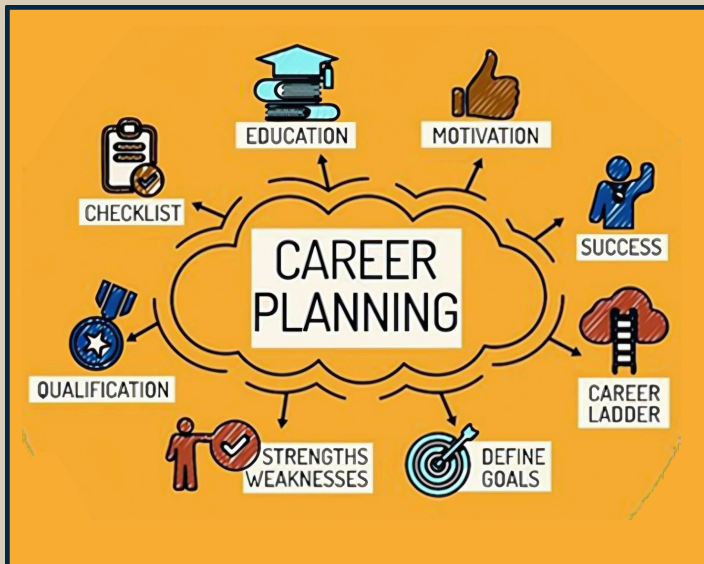 CAREER
PLANNING
EDUCATION
MOTIVATION
SUCCESS
CAREER
LADDER
DEFINE
GOALS
STRENGTHS
WEAKNESSES
QUALIFICATION
CHECKLIST